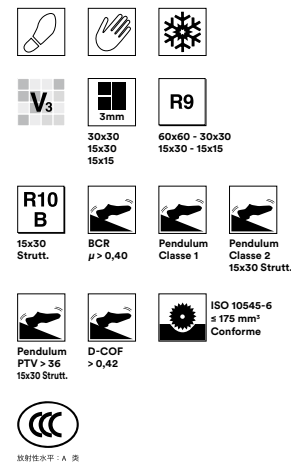 V3
3mm
R9
30x30
15x30
15x15
60x60 - 30x30
15x30 - 15x15
R10
B
15x30
Strutt.
BCR
µ > 0,40
Pendulum
Classe 1
Pendulum
Classe 2
15x30 Strutt.
Pendulum
PTV > 36
15x30 Strutt.
D-COF
> 0,42
ISO 10545-6
≤ 175 mm³
Conforme
CCC
放射性水平：A 类